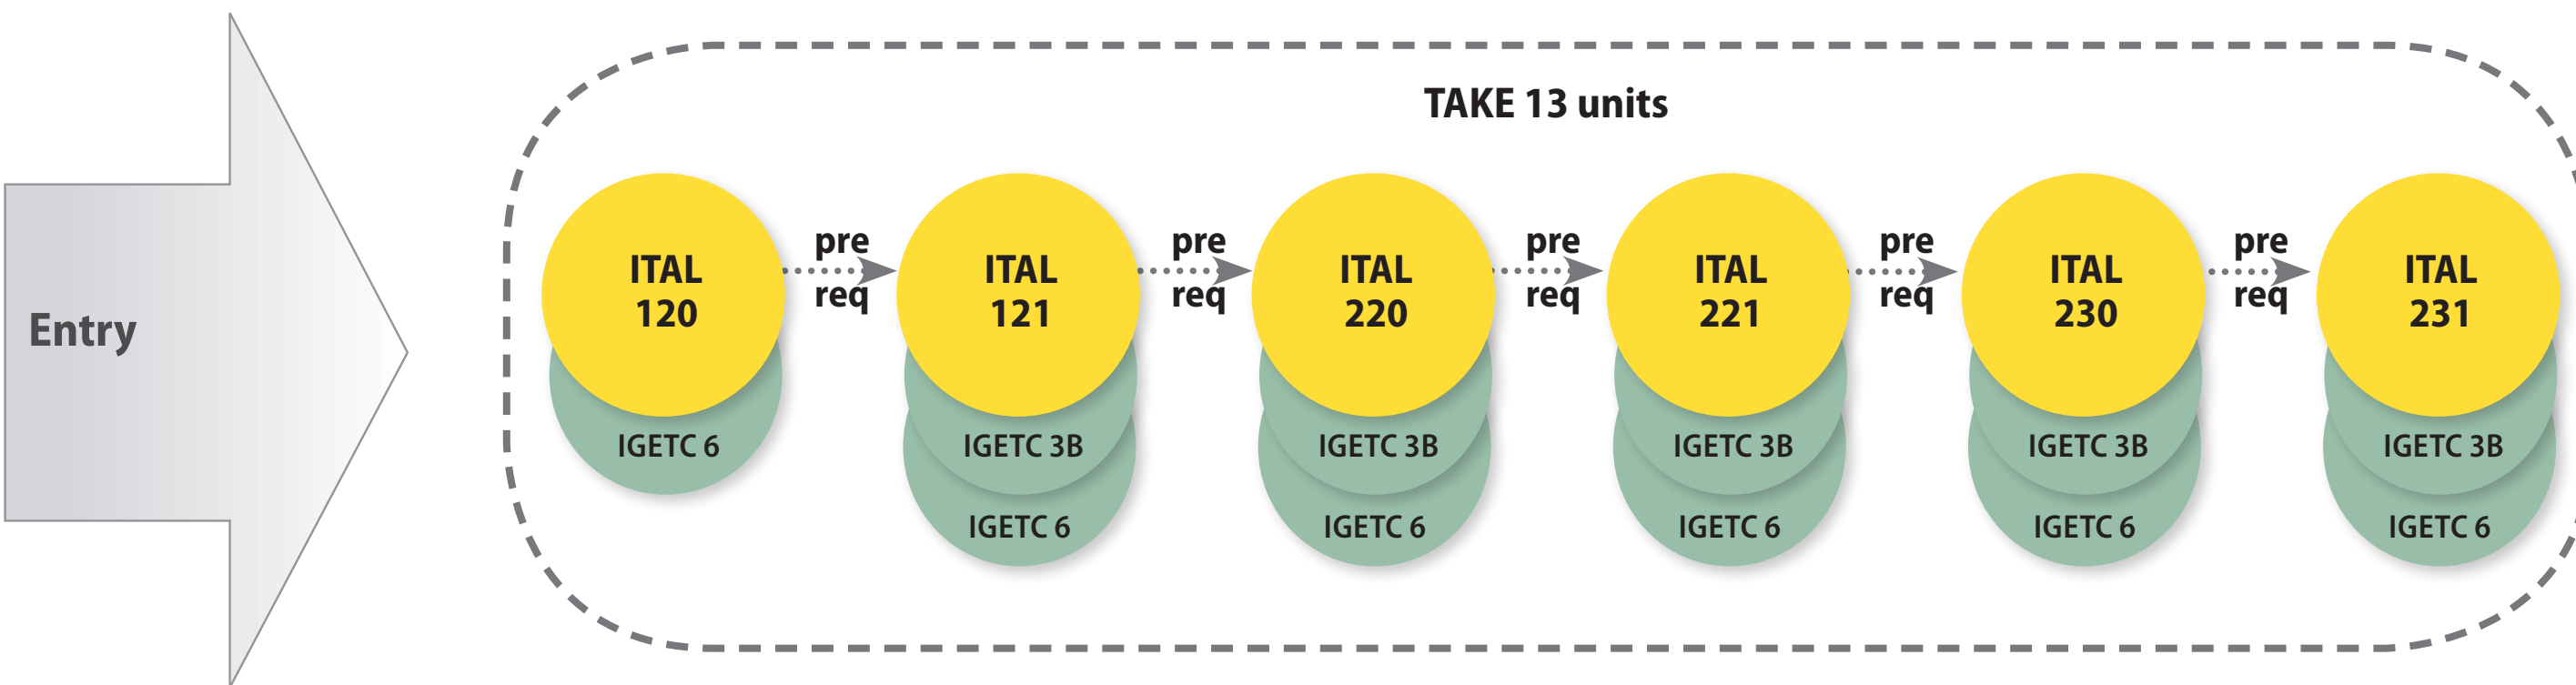 Entry
TAKE 13 units
ITAL
120
IGETC 6
pre
req
ITAL
121
IGETC 3B
IGETC 6
pre
req
ITAL
220
IGETC 3B
IGETC 6
pre
req
ITAL
221
IGETC 3B
IGETC 6
pre
req
ITAL
230
IGETC 3B
IGETC 6
pre
req
ITAL
231
IGETC 3B
IGETC 6